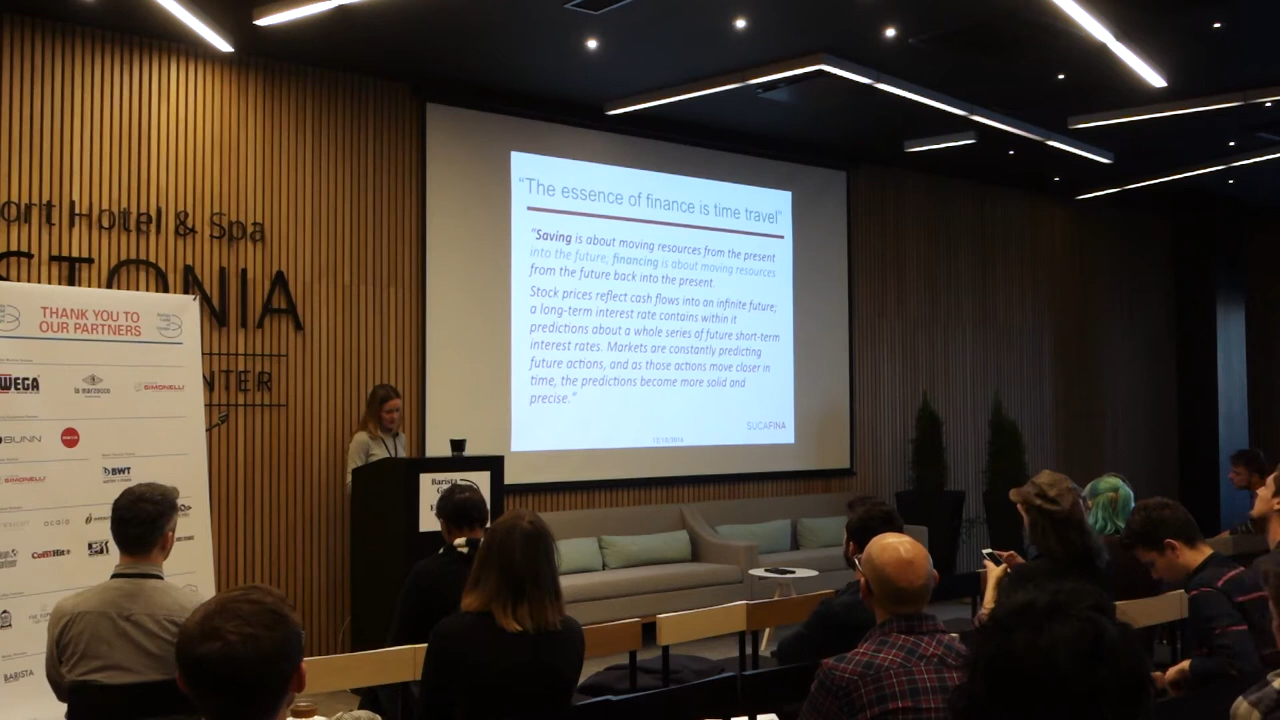 "The essence of finance is time travel"
"Saving is about moving resources from the present
into the future; financing is about moving resources
from the future back into the present.
Stock prices reflect cash flows into an infinite future;
a long-term interest rate contains within it
predictions about a whole series of future short-term
interest rates. Markets are constantly predicting
future actions, and as those actions move closer in
time, the predictions become more solid and
precise."
SUCAFINA
ort Hotel & Spa
STONIA
NTER
THANK YOU TO
OUR PARTNERS
WEGA
la marzocco
SIMONELLI
BUNN
SIMONELLI
BWT
acaia
BARISTA
Barista